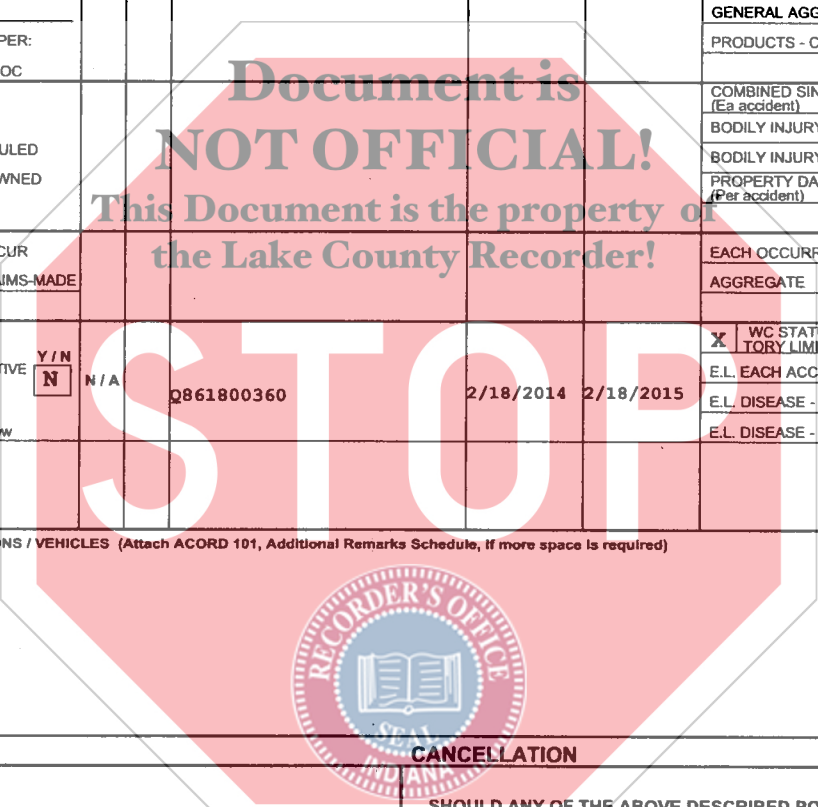 GENERAL AGG
PER:
PRODUCTS - C
OC
Document is
COMBINED SIN
(Ea accident)
NOT OFFICIAL!
BODILY INJURY
ULED
BODILY INJURY
WNED
PROPERTY DA
(Per accident)
This Document is the property of
the Lake County Recorder!
CUR
EACH OCCURR
AIMS-MADE
AGGREGATE
STOP
X WC STAT
TORY LIMI
Y / N
TIVE N N / A
E.L. EACH ACC
Q861800360 2/18/2014 2/18/2015
E.L. DISEASE -
E.L. DISEASE -
ONS / VEHICLES (Attach ACORD 101, Additional Remarks Schedule, if more space is required)
RECORDER'S OFFICE
SEAL
INDIANA
CANCELLATION
SHOULD ANY OF THE ABOVE DESCRIBED PO